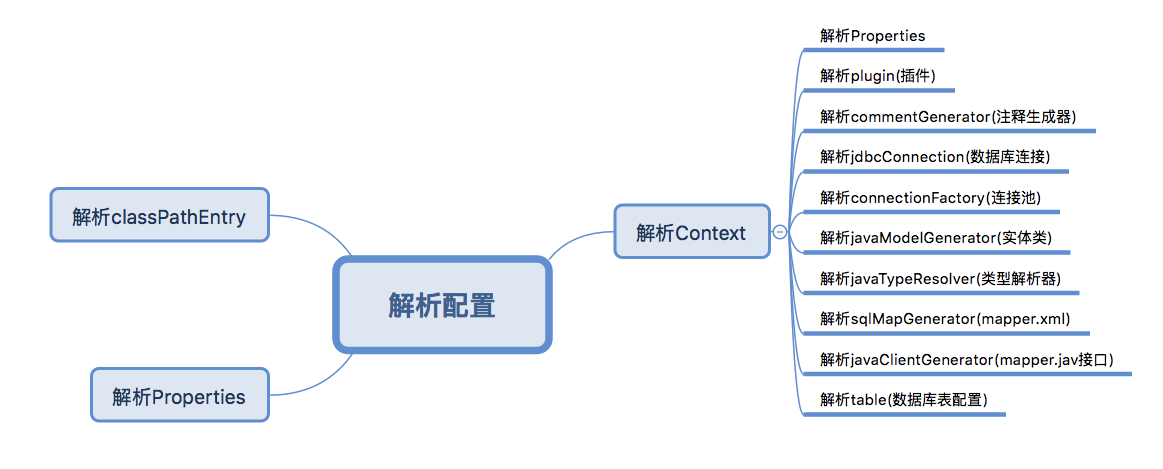 解析配置
解析classPathEntry
解析Properties
解析Context
解析Properties
解析plugin(插件)
解析commentGenerator(注释生成器)
解析jdbcConnection(数据库连接)
解析connectionFactory(连接池)
解析javaModelGenerator(实体类)
解析javaTypeResolver(类型解析器)
解析sqlMapGenerator(mapper.xml)
解析javaClientGenerator(mapper.jav接口)
解析table(数据库表配置)